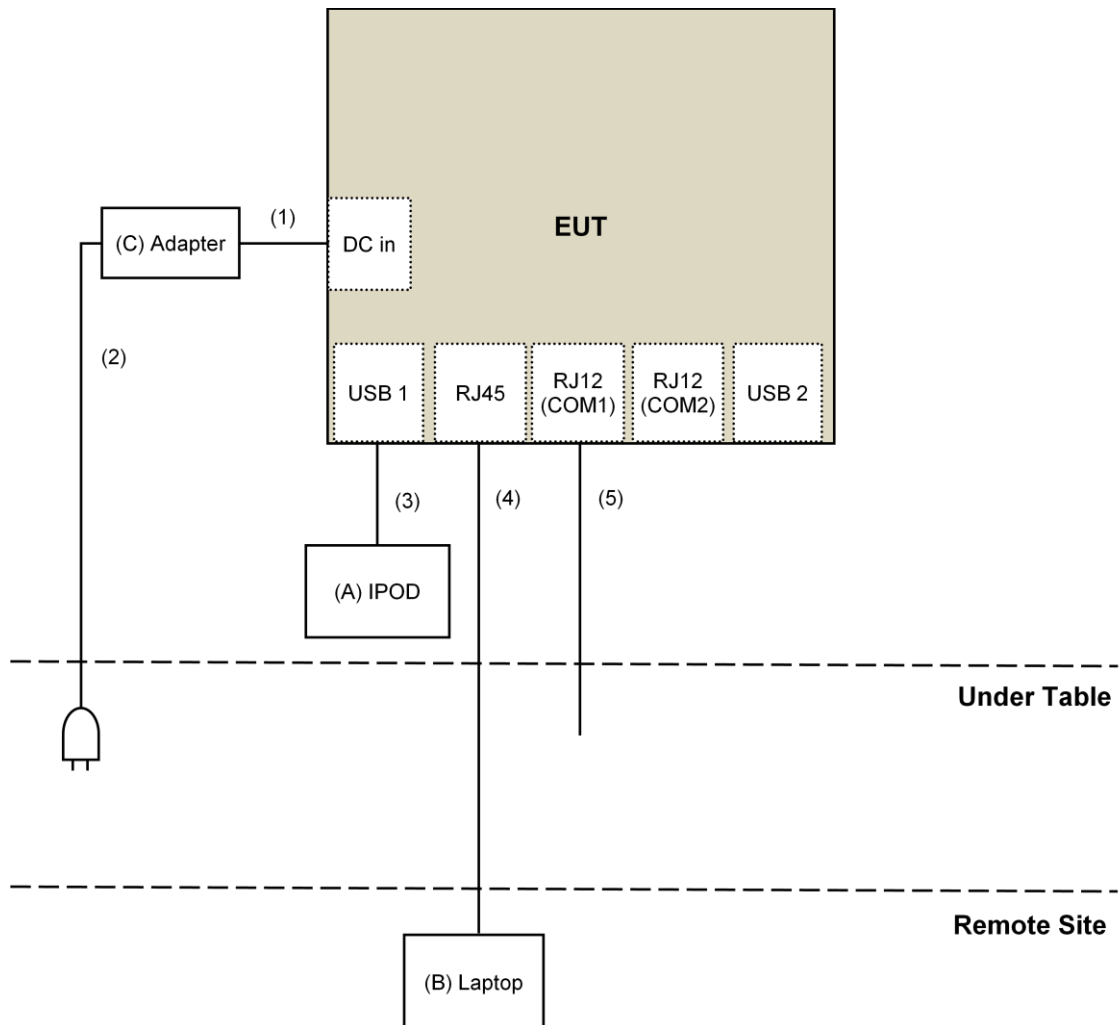 EUT
(1)
(C) Adapter
DC in
(2)
USB 1
RJ45
RJ12
(COM1)
RJ12
(COM2)
USB 2
(3)
(4)
(5)
(A) IPOD
Under Table
Remote Site
(B) Laptop